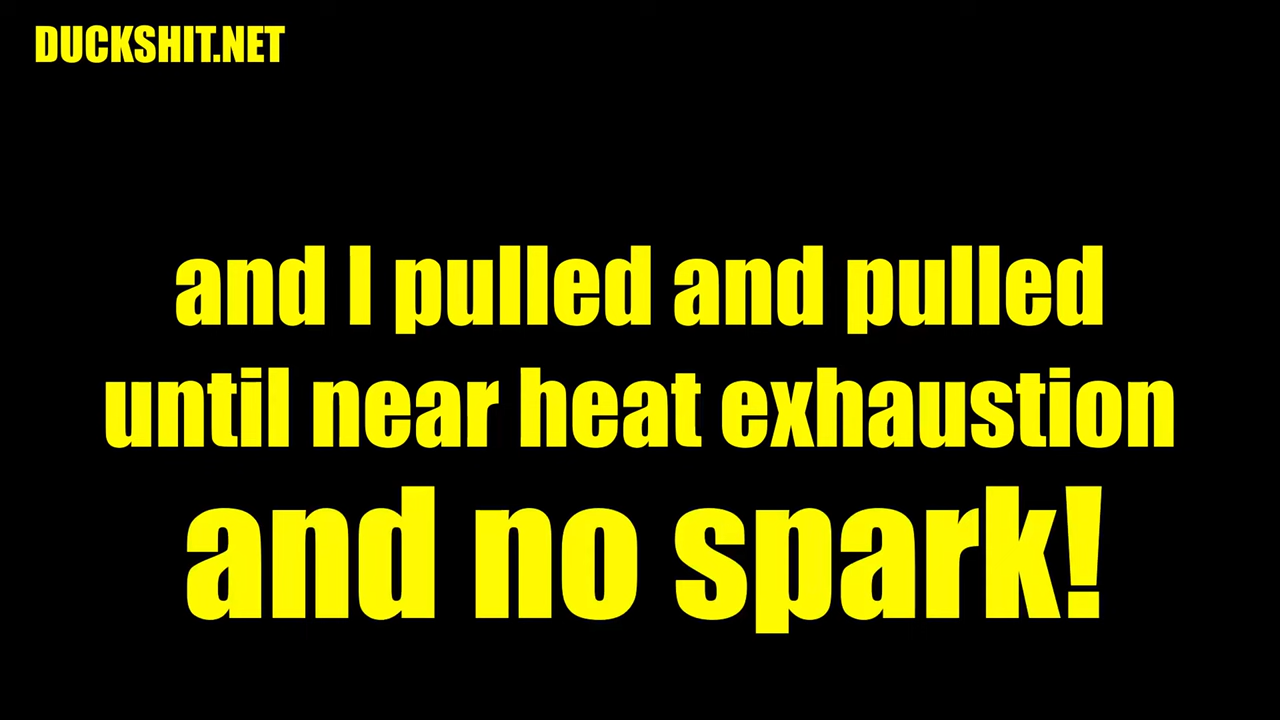 DUCKSHIT.NET
and I pulled and pulled
until near heat exhaustion
and no spark!